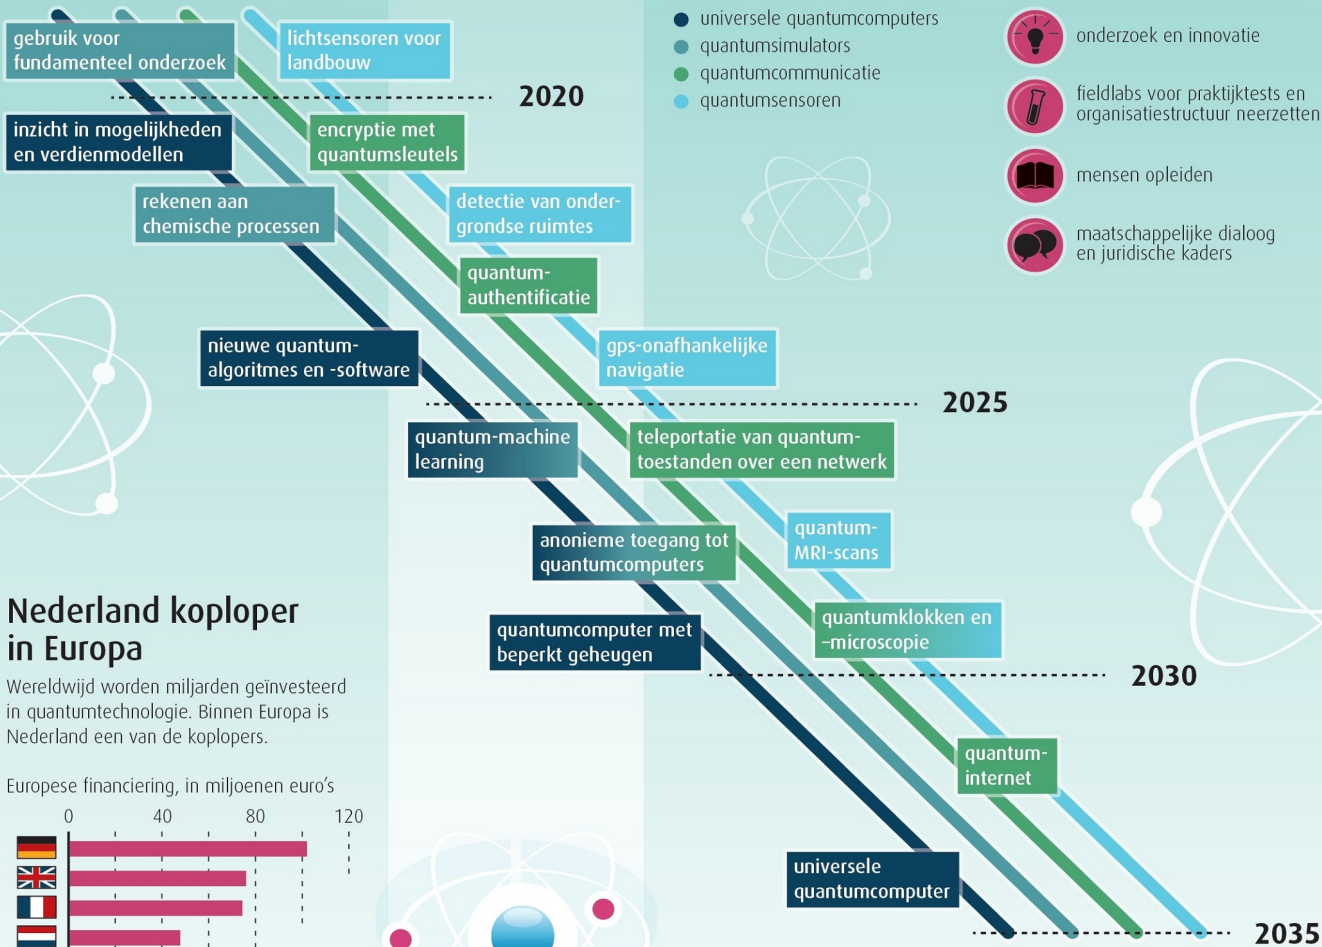 gebruik voor
fundamenteel onderzoek
lichtsensoren voor
landbouw
universele quantumcomputers
quantumsimulators
quantumcommunicatie
quantumsensoren
onderzoek en innovatie
fieldlabs voor praktijktests en
organisatiestructuur neerzetten
mensen opleiden
maatschappelijke dialoog
en juridische kaders
2020
inzicht in mogelijkheden
en verdienmodellen
encryptie met
quantumsleutels
rekenen aan
chemische processen
detectie van onder-
grondse ruimtes
quantum-
authentificatie
nieuwe quantum-
algoritmes en -software
gps-onafhankelijke
navigatie
2025
quantum-machine
learning
teleportatie van quantum-
toestanden over een netwerk
anonieme toegang tot
quantumcomputers
quantum-
MRI-scans
quantumcomputer met
beperkt geheugen
quantumklokken en
–microscopie
2030
quantum-
internet
universele
quantumcomputer
2035
Nederland koploper
in Europa
Wereldwijd worden miljarden geïnvesteerd
in quantumtechnologie. Binnen Europa is
Nederland een van de koplopers.
Europese financiering, in miljoenen euro's
0 40 80 120